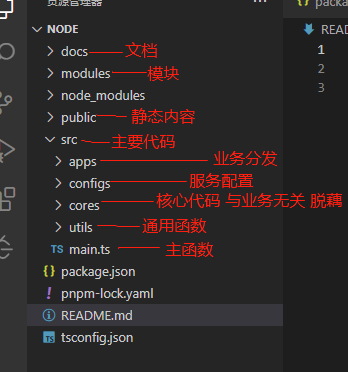 资源管理器
NODE
docs 文档
modules 模块
node_modules
public 静态内容
src 主要代码
apps 业务分发
configs 服务配置
cores 核心代码 与业务无关 脱藕
utils 通用函数
TS main.ts 主函数
{} package.json
! pnpm-lock.yaml
README.md
tsconfig.json
{} packa
READ
1
2
3